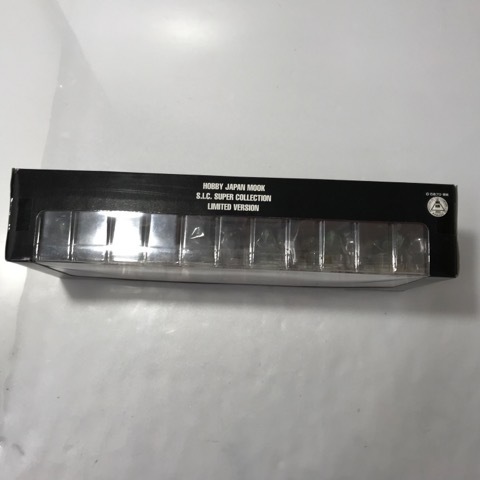 HOBBY JAPAN MOOK
S.I.C. SUPER COLLECTION
LIMITED VERSION